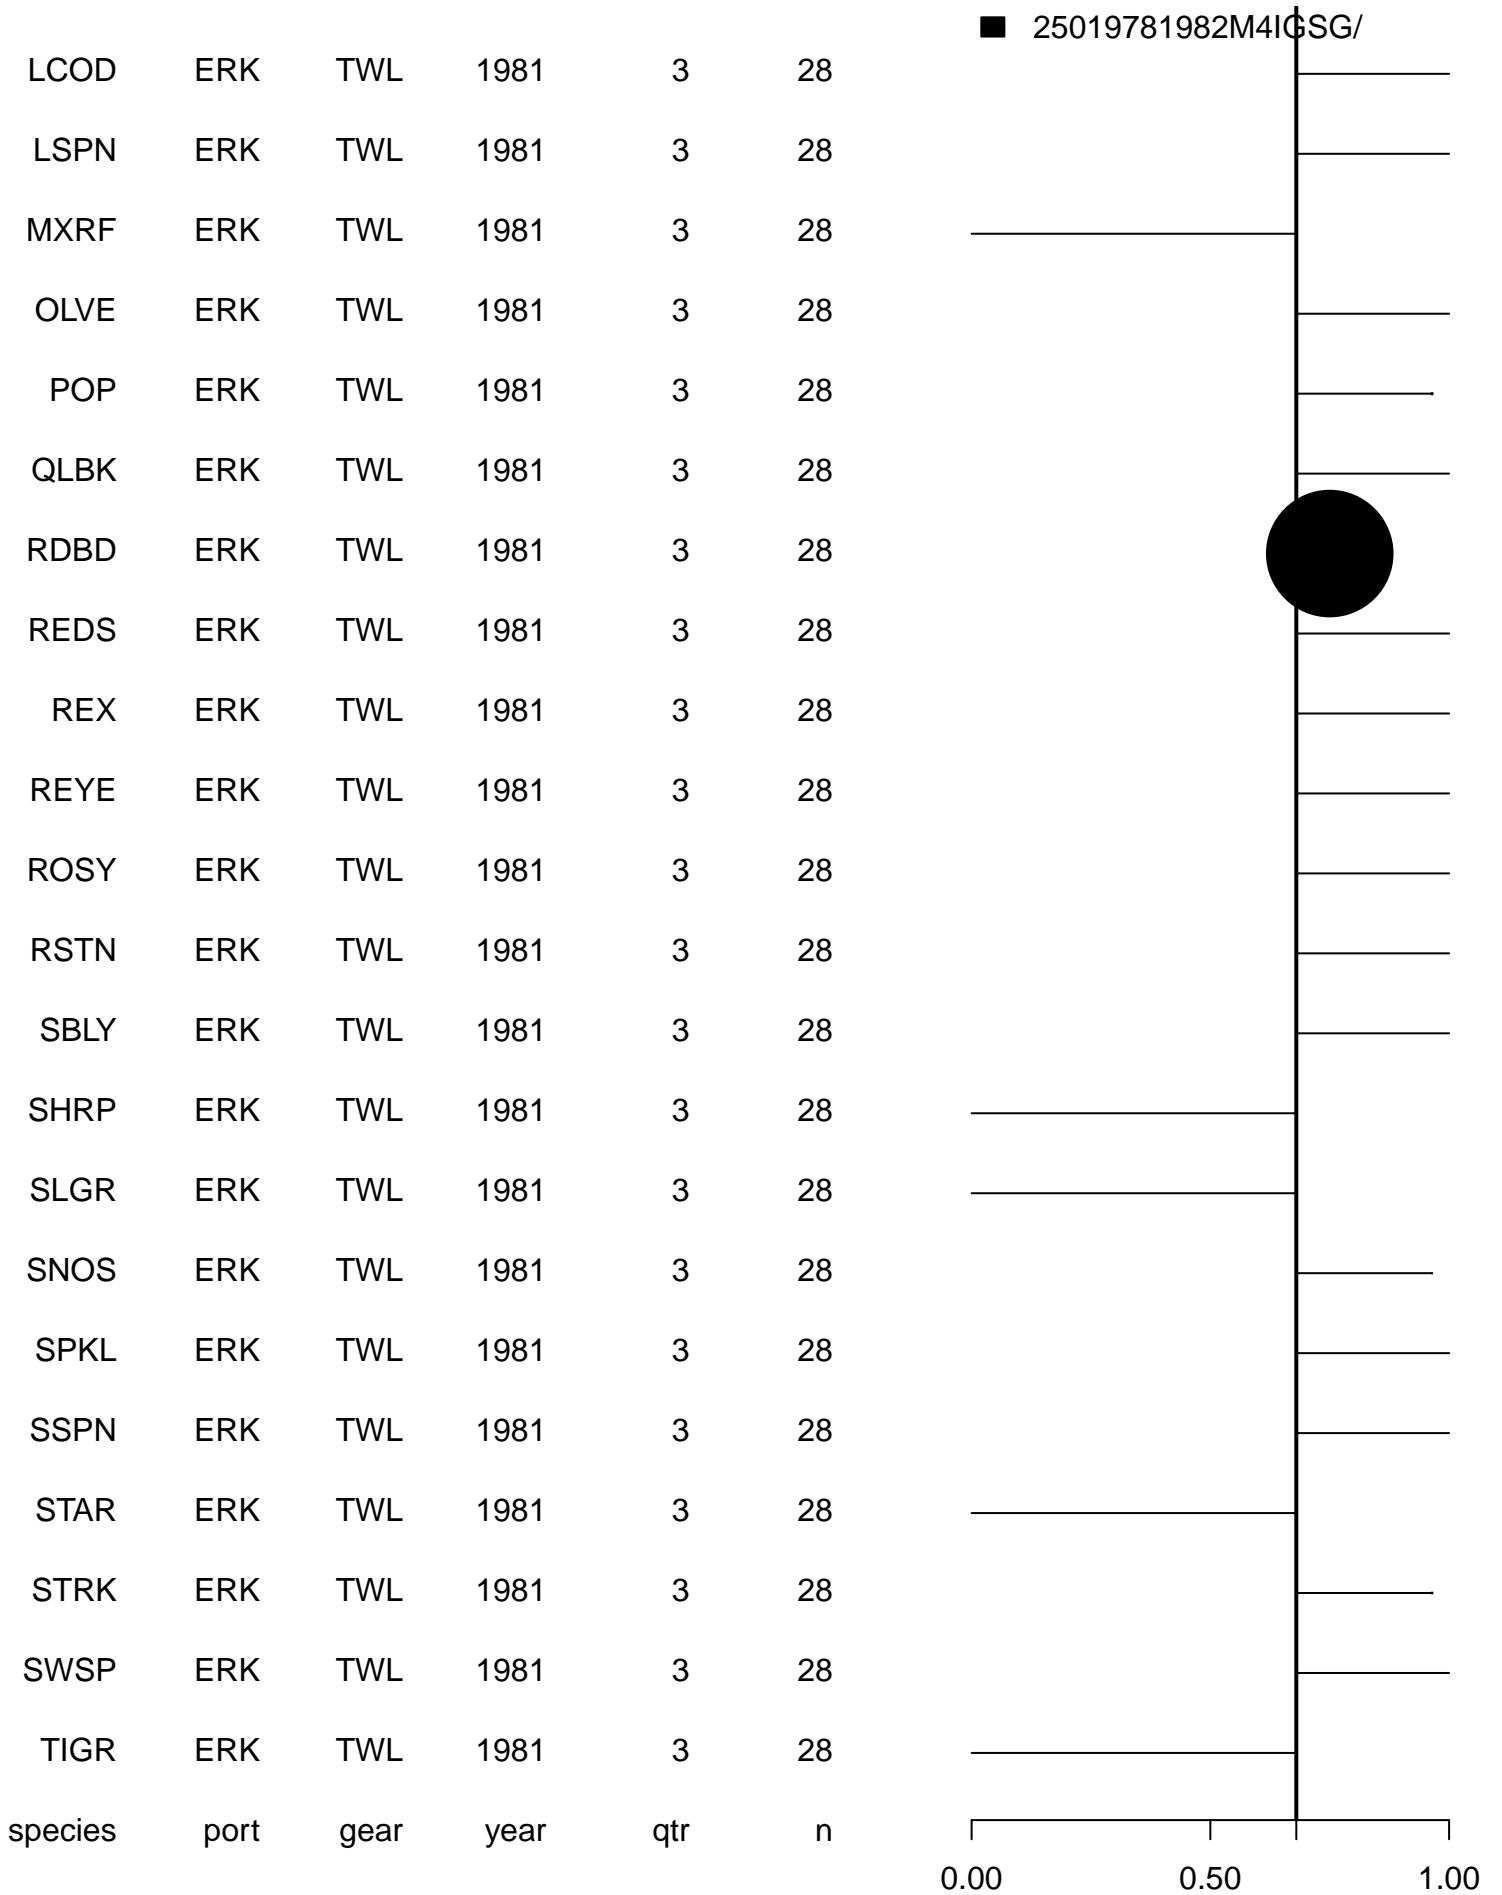 25019781982M4IGSG/
LCOD ERK TWL 1981 3 28
LSPN ERK TWL 1981 3 28
MXRF ERK TWL 1981 3 28
OLVE ERK TWL 1981 3 28
POP ERK TWL 1981 3 28
QLBK ERK TWL 1981 3 28
RDBD ERK TWL 1981 3 28
REDS ERK TWL 1981 3 28
REX ERK TWL 1981 3 28
REYE ERK TWL 1981 3 28
ROSY ERK TWL 1981 3 28
RSTN ERK TWL 1981 3 28
SBLY ERK TWL 1981 3 28
SHRP ERK TWL 1981 3 28
SLGR ERK TWL 1981 3 28
SNOS ERK TWL 1981 3 28
SPKL ERK TWL 1981 3 28
SSPN ERK TWL 1981 3 28
STAR ERK TWL 1981 3 28
STRK ERK TWL 1981 3 28
SWSP ERK TWL 1981 3 28
TIGR ERK TWL 1981 3 28
species port gear year qtr n
0.00 0.50 1.00